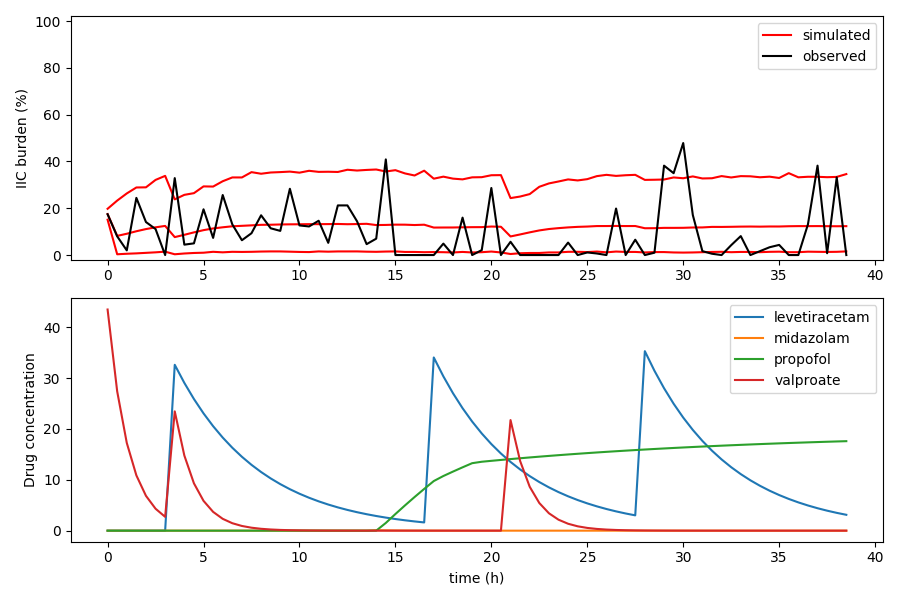 100
80
60
40
20
0
IIC burden (%)
simulated
observed
0 5 10 15 20 25 30 35 40
40
30
20
10
0
Drug concentration
levetiracetam
midazolam
propofol
valproate
0 5 10 15 20 25 30 35 40
time (h)